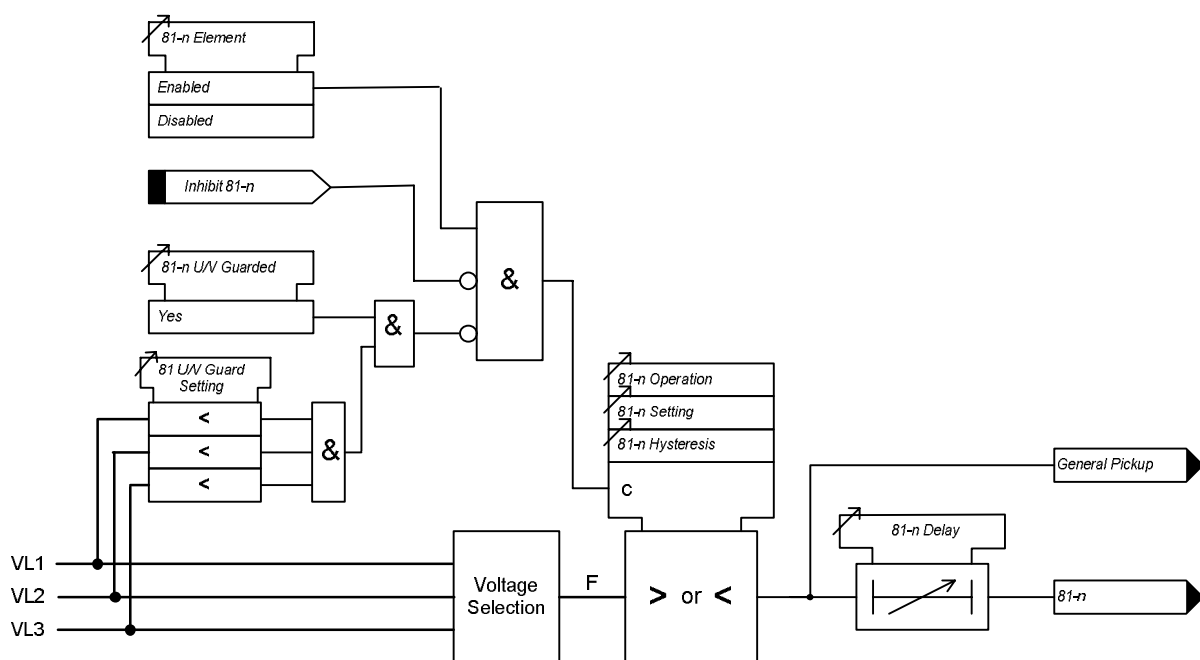 81-n Element
Enabled
Disabled
Inhibit 81-n
81-n U/V Guarded
Yes
&
&
81 U/V Guard
Setting
<
<
<
&
81-n Operation
81-n Setting
81-n Hysteresis
c
General Pickup
81-n Delay
VL1
VL2
VL3
Voltage
Selection
F
> or <
81-n